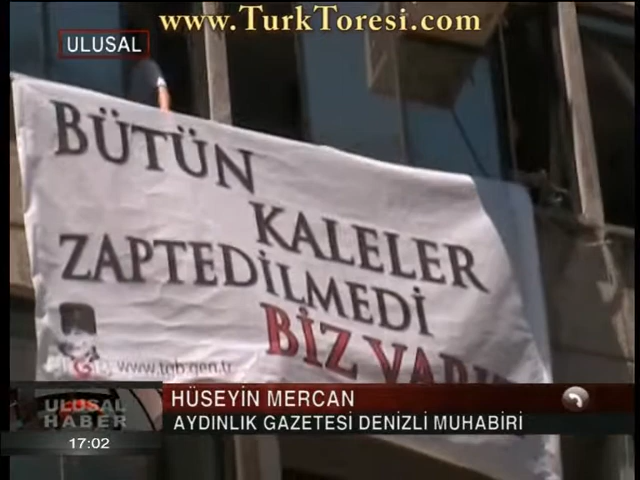 www.TurkToresi.com
ULUSAL
BÜTÜN
KALELER
ZAPTEDİLMEDİ
BİZ
www.tgb.gen.tr
HÜSEYİN MERCAN
AYDINLIK GAZETESİ DENİZLİ MUHABİRİ
ULUSAL
HABER
17:02